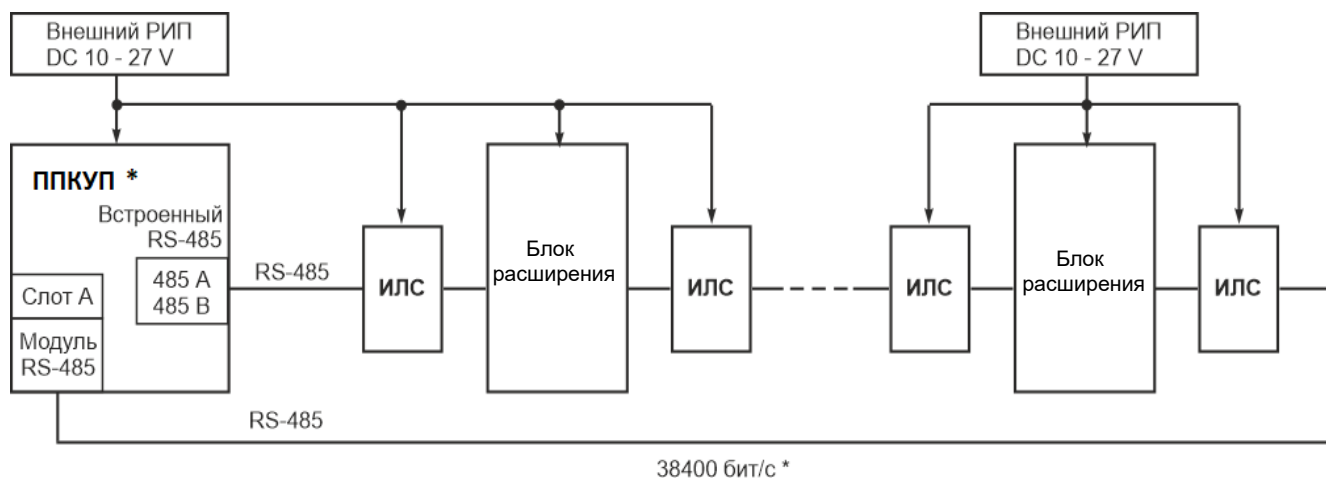 Внешний РИП
DC 10 - 27 V
Внешний РИП
DC 10 - 27 V
ППКУП *
Встроенный
RS-485
485 A
485 B
Слот А
Модуль
RS-485
RS-485
ИЛС
Блок
расширения
ИЛС
ИЛС
Блок
расширения
ИЛС
RS-485
38400 бит/с *